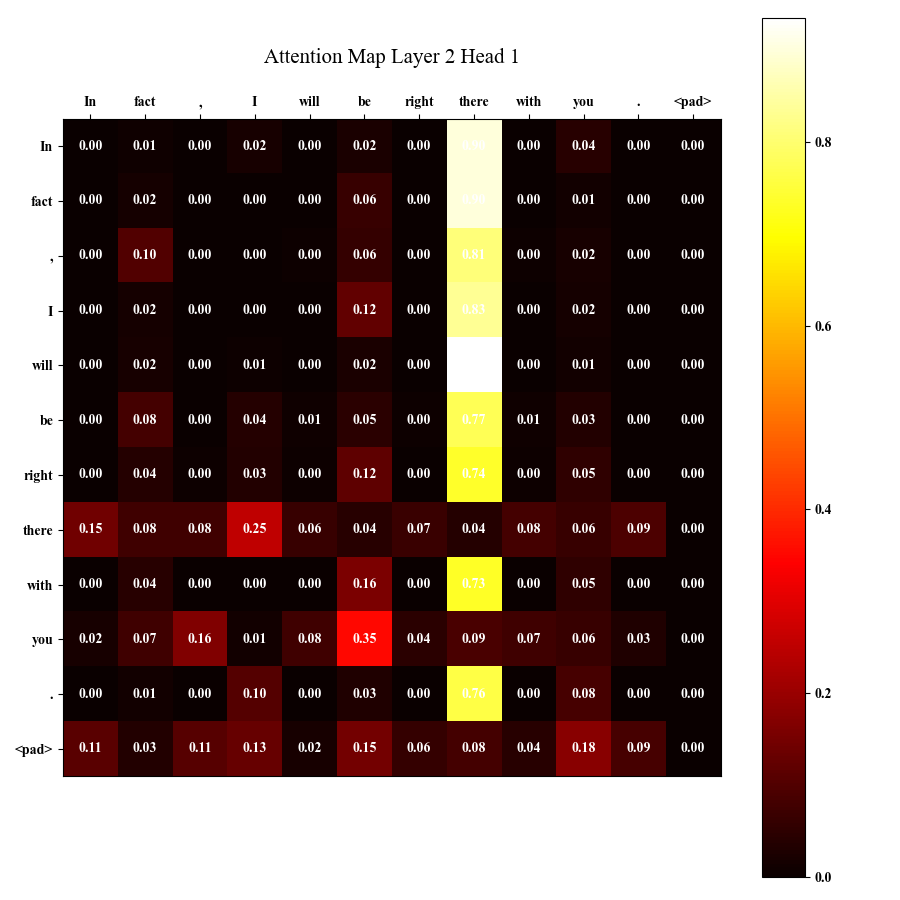 Attention Map Layer 2 Head 1
In fact , I will be right there with you . <pad>
In 0.00 0.01 0.00 0.02 0.00 0.02 0.00 0.00 0.04 0.00 0.00
fact 0.00 0.02 0.00 0.00 0.00 0.06 0.00 0.00 0.01 0.00 0.00
, 0.00 0.10 0.00 0.00 0.00 0.06 0.00 0.81 0.00 0.02 0.00 0.00
I 0.00 0.02 0.00 0.00 0.00 0.12 0.00 0.83 0.00 0.02 0.00 0.00
will 0.00 0.02 0.00 0.01 0.00 0.02 0.00 0.00 0.01 0.00 0.00
be 0.00 0.08 0.00 0.04 0.01 0.05 0.00 0.77 0.01 0.03 0.00 0.00
right 0.00 0.04 0.00 0.03 0.00 0.12 0.00 0.74 0.00 0.05 0.00 0.00
there 0.15 0.08 0.08 0.25 0.06 0.04 0.07 0.04 0.08 0.06 0.09 0.00
with 0.00 0.04 0.00 0.00 0.00 0.16 0.00 0.73 0.00 0.05 0.00 0.00
you 0.02 0.07 0.16 0.01 0.08 0.35 0.04 0.09 0.07 0.06 0.03 0.00
. 0.00 0.01 0.00 0.10 0.00 0.03 0.00 0.76 0.00 0.08 0.00 0.00
<pad> 0.11 0.03 0.11 0.13 0.02 0.15 0.06 0.08 0.04 0.18 0.09 0.00
0.8
0.6
0.4
0.2
0.0